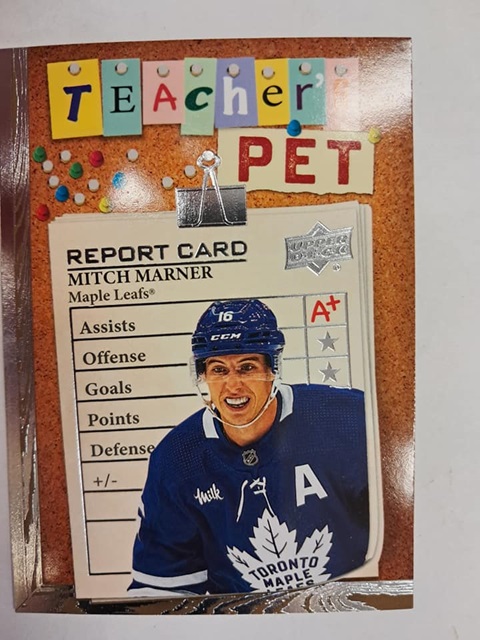 TEAcher's
PET
REPORT CARD
UPPER
DECK
MITCH MARNER
Maple Leafs®
A+
Assists
Offense
Goals
Points
Defense
+/-
16
CCM
Milk
A
TORONTO
MAPLE